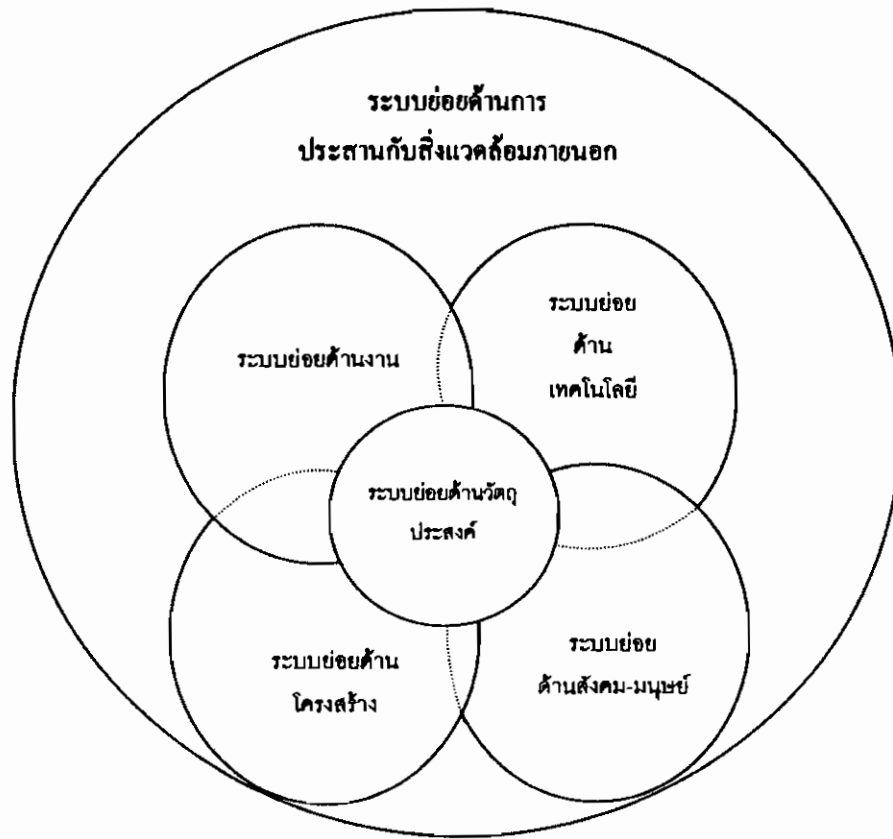 ระบบย่อยด้านการ
ประสานกับสิ่งแวดล้อมภายนอก
ระบบย่อยด้านงาน
ระบบย่อย
ด้าน
เทคโนโลยี
ระบบย่อยด้านวัตถุ
ประสงค์
ระบบย่อยด้าน
โครงสร้าง
ระบบย่อย
ด้านสังคม-มนุษย์